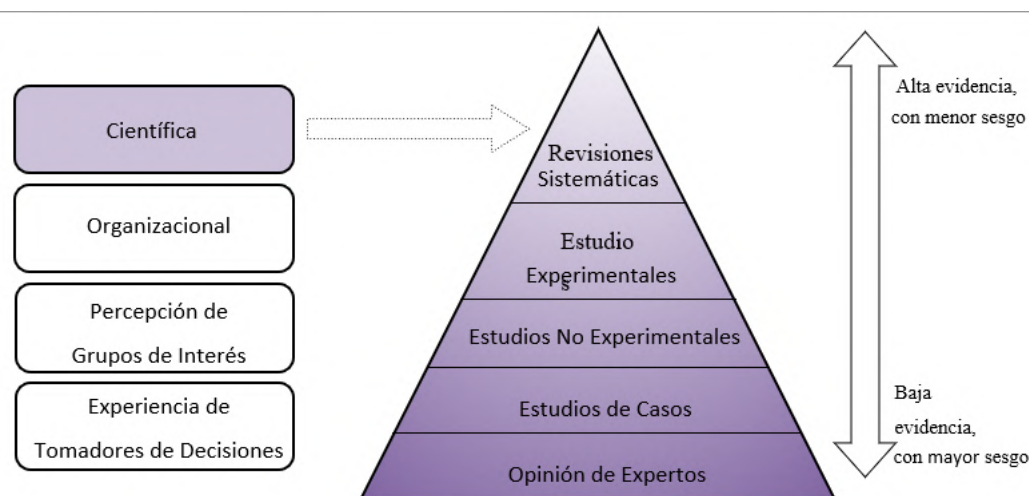 Científica
Organizacional
Percepción de
Grupos de Interés
Experiencia de
Tomadores de Decisiones
Revisiones
Sistemáticas
Estudio
s
Experimentales
Estudios No Experimentales
Estudios de Casos
Opinión de Expertos
Alta evidencia,
con menor sesgo
Baja
evidencia,
con mayor sesgo